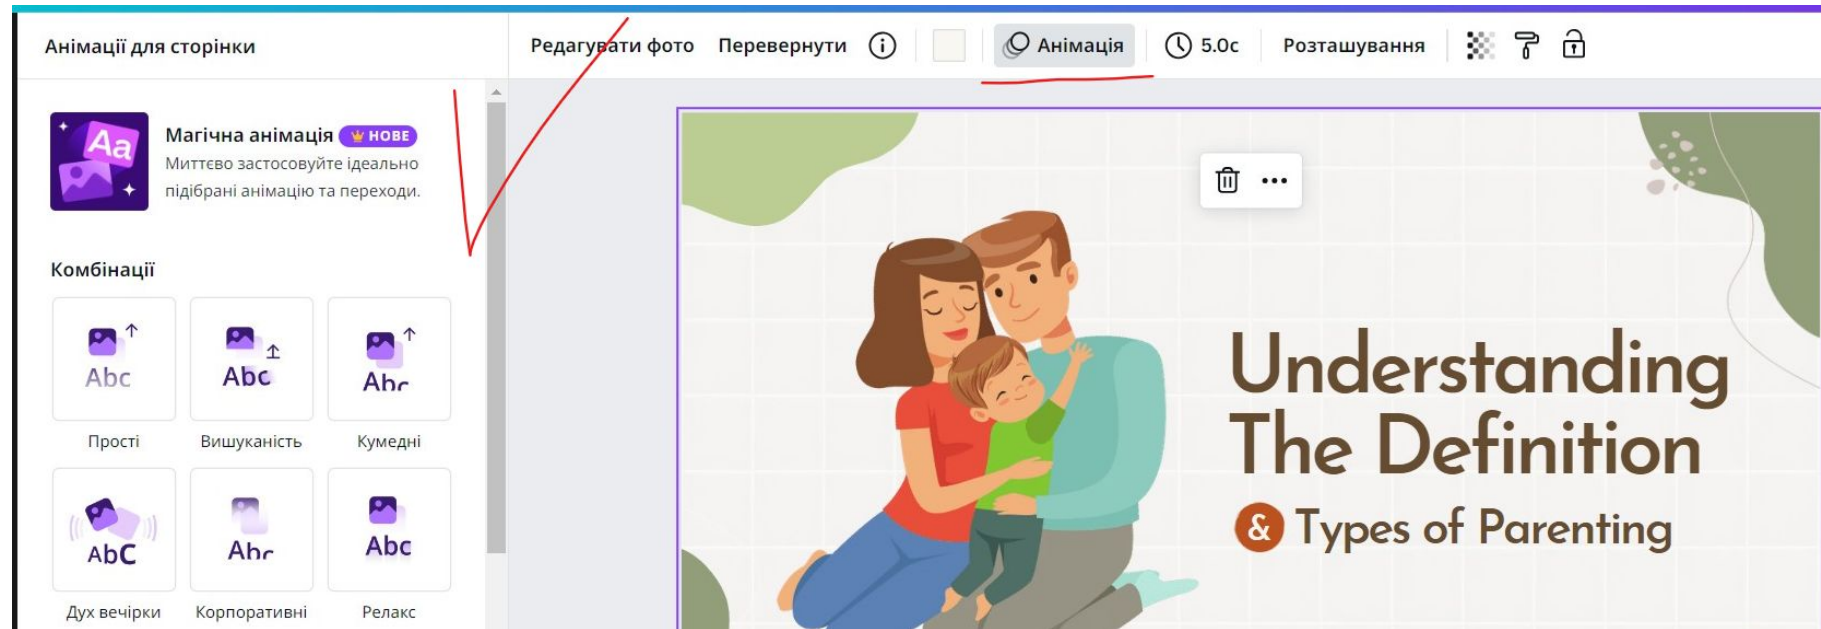 Анімації для сторінки
Редагувати фото Перевернути Анімація 5.0с Розташування
Aa
Магічна анімація НОВЕ
Миттєво застосовуйте ідеально
підібрані анімацію та переходи.
Комбінації
Abc Abc Abc
Прості Вишуканість Кумедні
AbC Abc Abc
Дух вечірки Корпоративні Релакс
Understanding
The Definition
& Types of Parenting